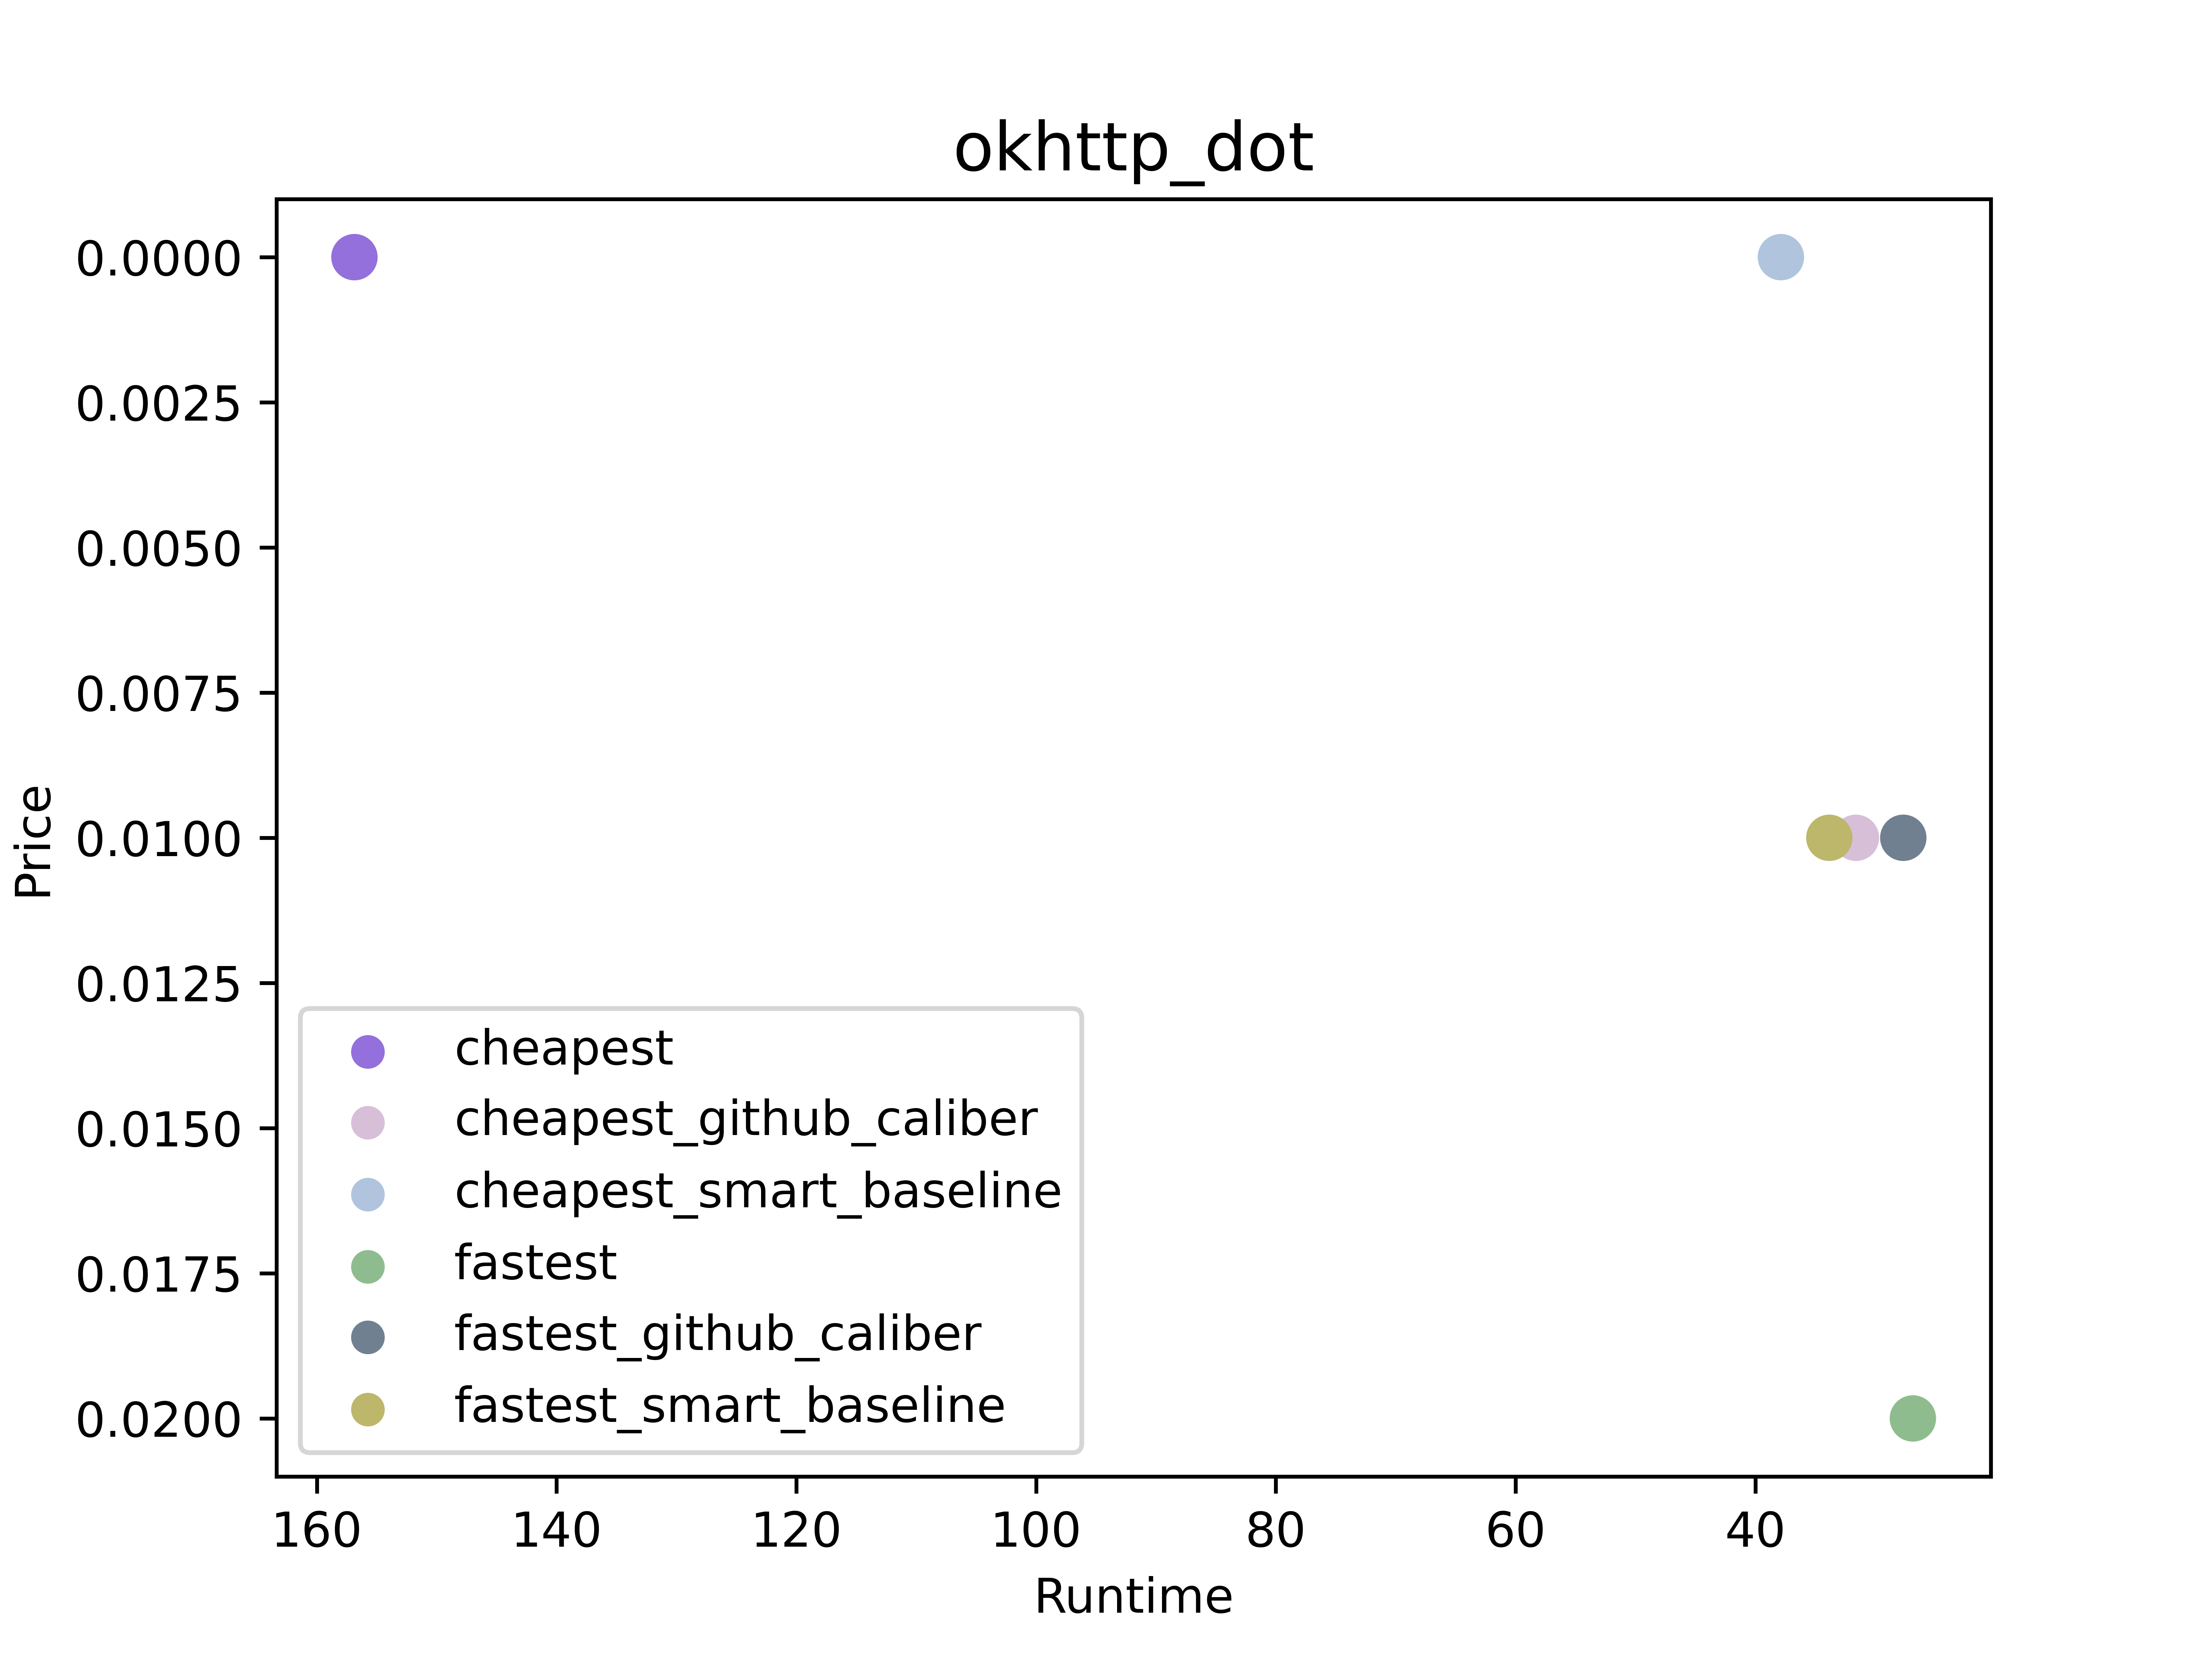 okhttp_dot
Price
0.0000
0.0025
0.0050
0.0075
0.0100
0.0125
0.0150
0.0175
0.0200
cheapest
cheapest_github_caliber
cheapest_smart_baseline
fastest
fastest_github_caliber
fastest_smart_baseline
160 140 120 100 80 60 40
Runtime